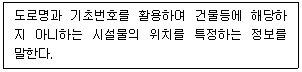 도로명과 기초번호를 활용하여 건물등에 해당하
지 아니하는 시설물의 위치를 특정하는 정보를
말한다.